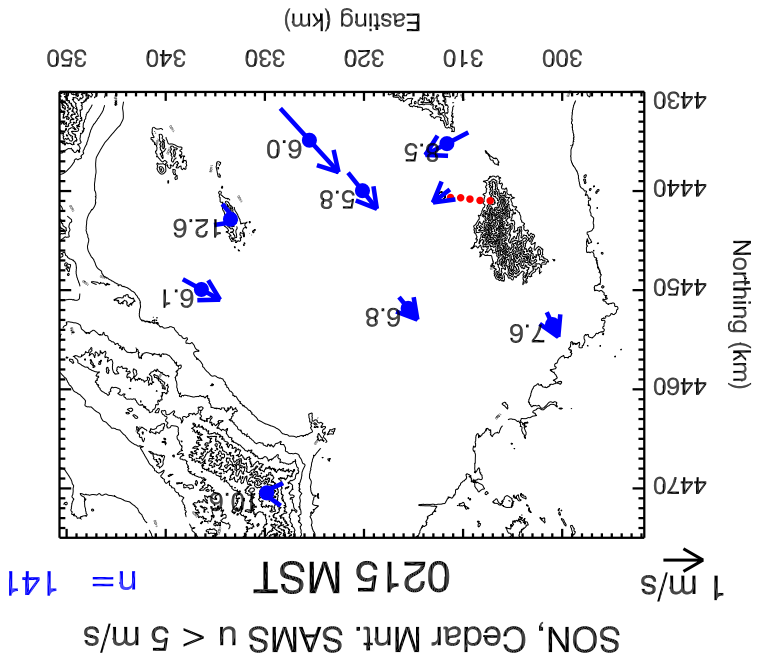 SON, Cedar Mnt. SAMS u < 5 m/s
1 m/s
0215 MST
n= 141
4470
10.6
4460
Northing (km)
7.6
6.8
6.1
4450
12.6
4440
5.8
6.0
4430
300 310 320 330 340 350
Easting (km)